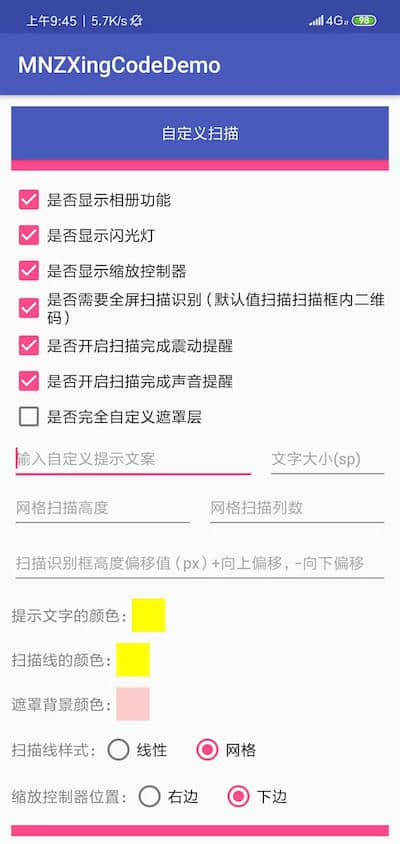 上午9:45 | 5.7K/s
4G 98
MNZXingCodeDemo
自定义扫描
是否显示相册功能
是否显示闪光灯
是否显示缩放控制器
是否需要全屏扫描识别(默认值扫描扫描框内二维
码)
是否开启扫描完成震动提醒
是否开启扫描完成声音提醒
是否完全自定义遮罩层
输入自定义提示文案 文字大小(sp)
网格扫描高度 网格扫描列数
扫描识别框高度偏移值(px)+向上偏移,-向下偏移
提示文字的颜色:
扫描线的颜色:
遮罩背景颜色:
扫描线样式: 线性 网格
缩放控制器位置: 右边 下边